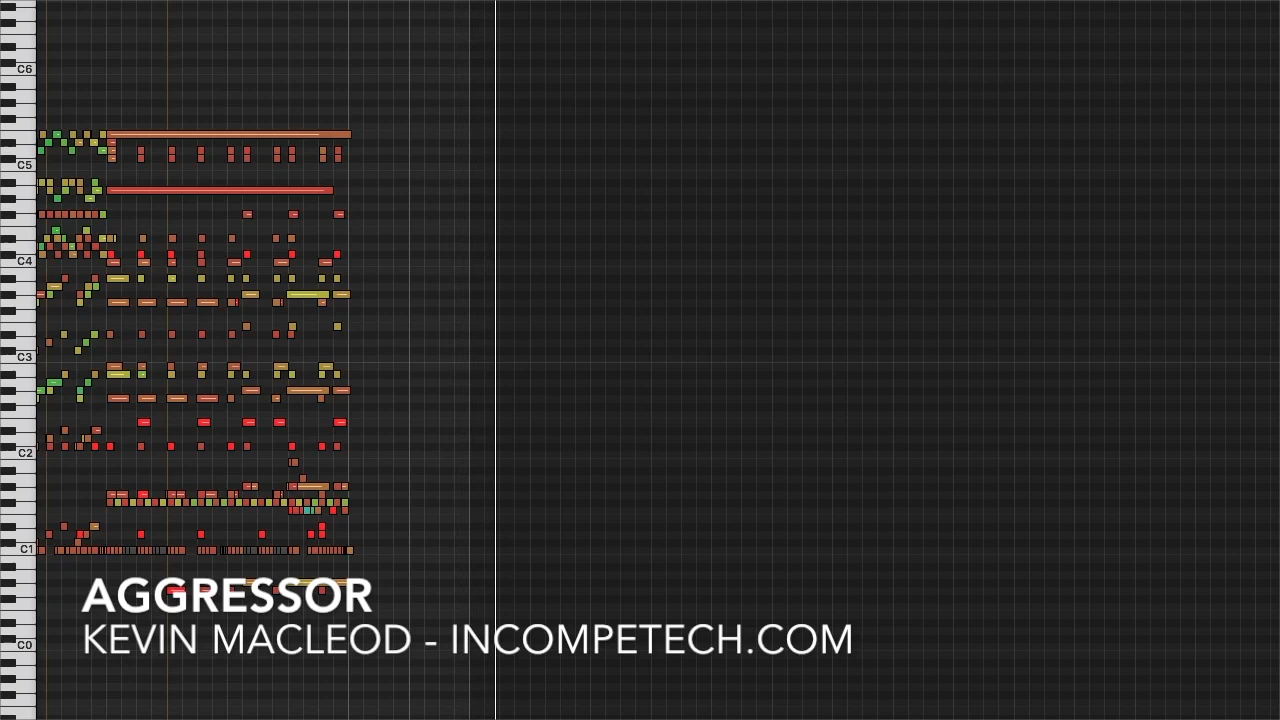 C6
C5
C4
C3
C2
C1
AGGRESSOR
KEVIN MACLEOD - INCOMPETECH.COM
C0